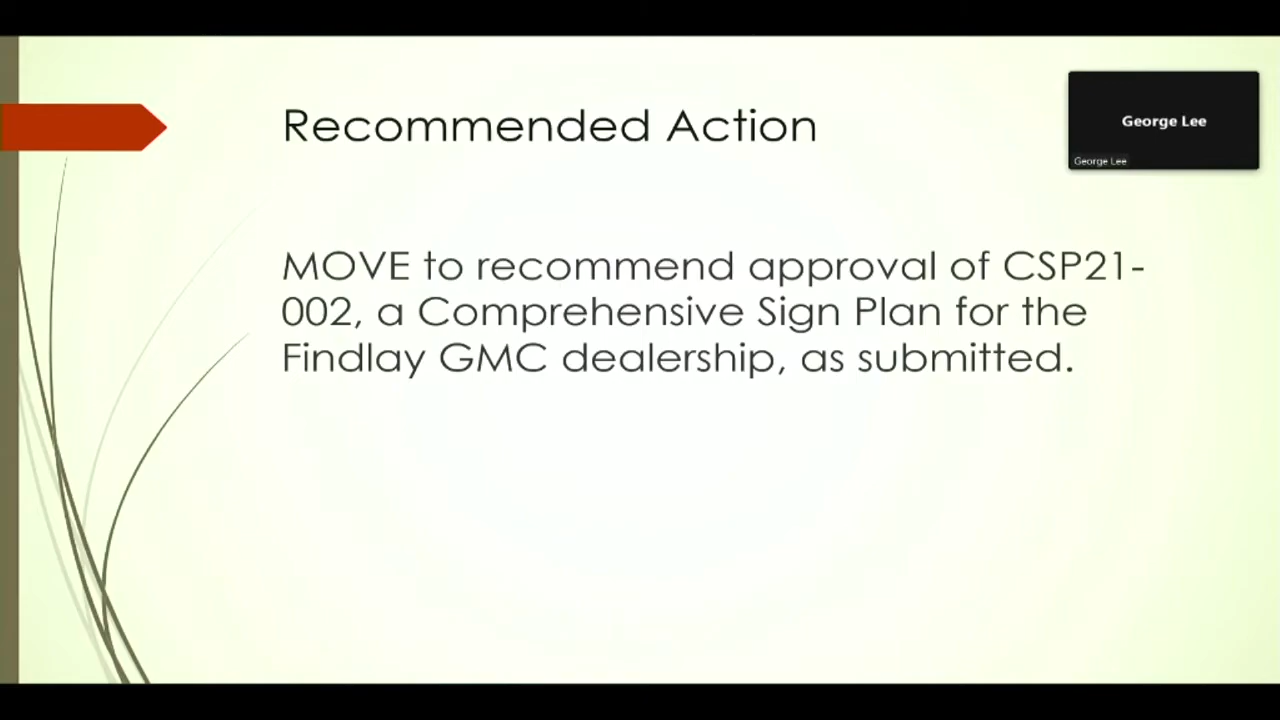 Recommended Action
George Lee
George Lee
MOVE to recommend approval of CSP21-
002, a Comprehensive Sign Plan for the
Findlay GMC dealership, as submitted.